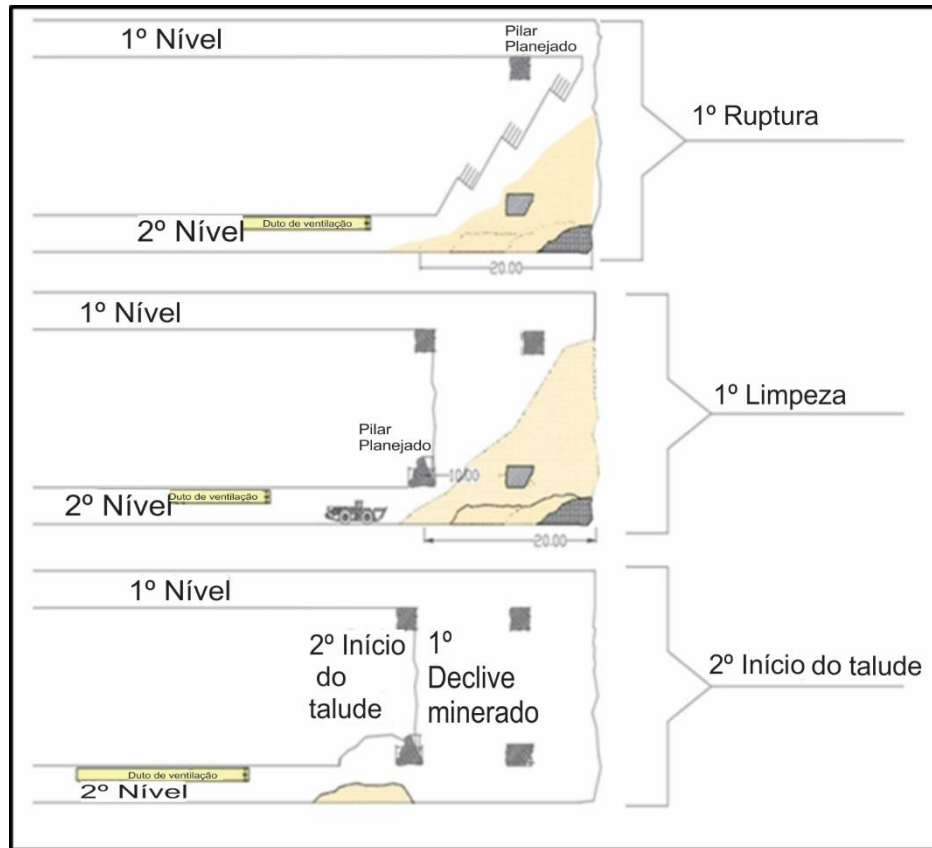 1º Nível
Pilar
Planejado
1º Ruptura
2º Nível
Duto de ventilação
20.00
1º Nível
1º Limpeza
Pilar
Planejado
10.00
2º Nível
Duto de ventilação
20.00
1º Nível
2º Início
do
talude
1º
Declive
minerado
2º Início do talude
Duto de ventilação
2º Nível